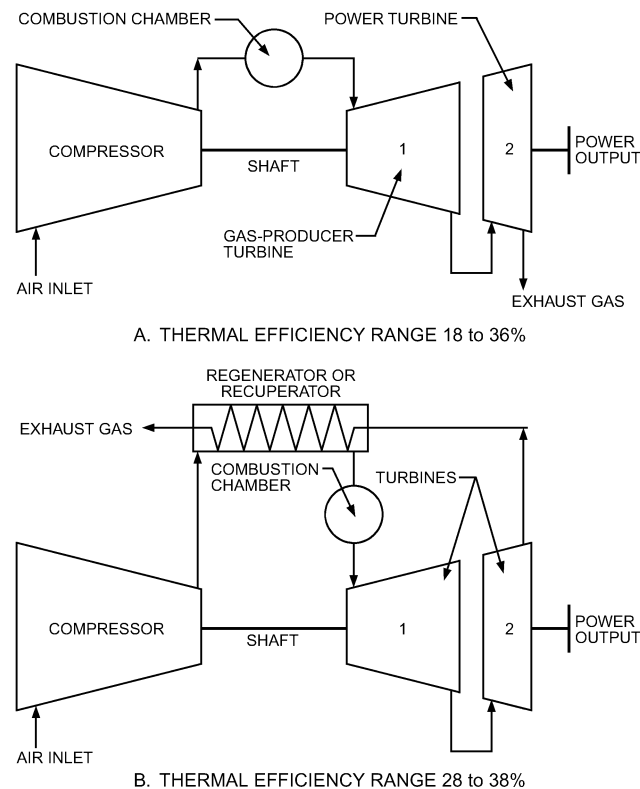 COMBUSTION CHAMBER
POWER TURBINE
COMPRESSOR
SHAFT
1
2
POWER
OUTPUT
GAS-PRODUCER
TURBINE
AIR INLET
EXHAUST GAS
A. THERMAL EFFICIENCY RANGE 18 to 36%
REGENERATOR OR
RECUPERATOR
EXHAUST GAS
COMBUSTION
CHAMBER
TURBINES
COMPRESSOR
SHAFT
1
2
POWER
OUTPUT
AIR INLET
B. THERMAL EFFICIENCY RANGE 28 to 38%